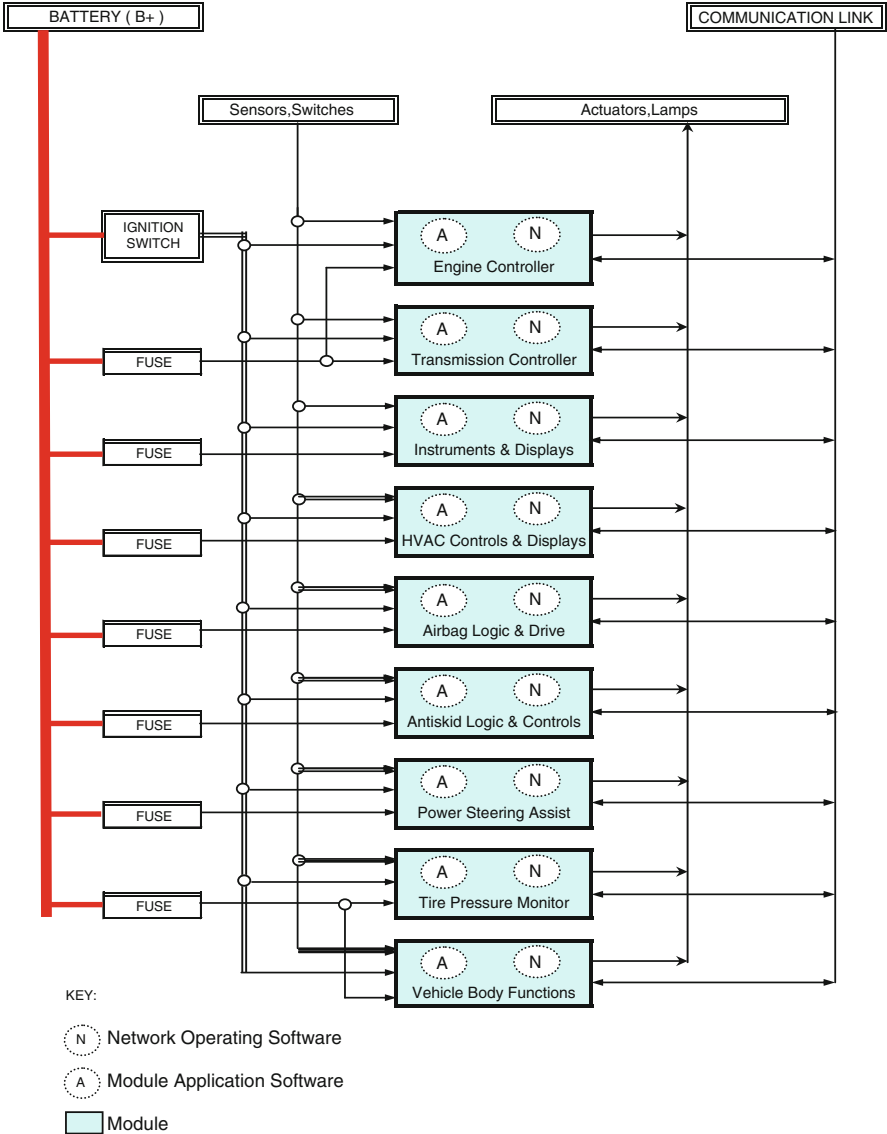 BATTERY ( B+ )
COMMUNICATION LINK
Sensors,Switches
Actuators,Lamps
IGNITION
SWITCH
A
N
Engine Controller
FUSE
A
N
Transmission Controller
FUSE
A
N
Instruments & Displays
FUSE
A
N
HVAC Controls & Displays
FUSE
A
N
Airbag Logic & Drive
FUSE
A
N
Antiskid Logic & Controls
FUSE
A
N
Power Steering Assist
FUSE
A
N
Tire Pressure Monitor
A
N
Vehicle Body Functions
KEY:
N Network Operating Software
A Module Application Software
Module